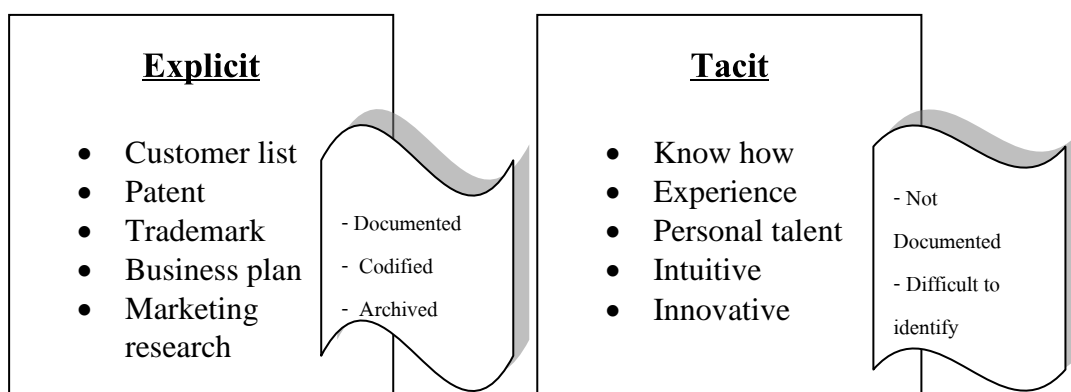 Explicit
• Customer list
• Patent
• Trademark
• Business plan
• Marketing
research
- Documented
- Codified
- Archived
Tacit
• Know how
• Experience
• Personal talent
• Intuitive
• Innovative
- Not
Documented
- Difficult to
identify